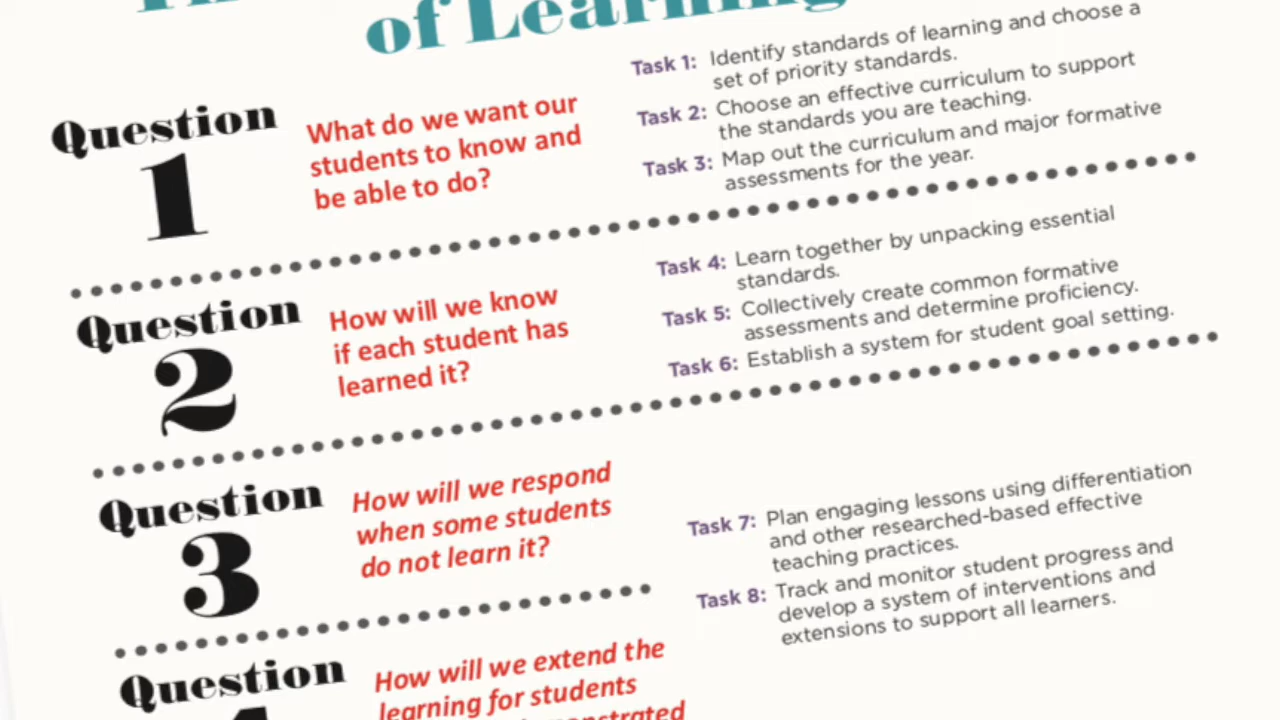 of Learning
Question
1
What do we want our
students to know and
be able to do?
Task 1: Identify standards of learning and choose a
set of priority standards.
Task 2: Choose an effective curriculum to support
the standards you are teaching.
Task 3: Map out the curriculum and major formative
assessments for the year.
Question
2
How will we know
if each student has
learned it?
Task 4: Learn together by unpacking essential
standards.
Task 5: Collectively create common formative
assessments and determine proficiency.
Task 6: Establish a system for student goal setting.
Question
3
How will we respond
when some students
do not learn it?
Task 7: Plan engaging lessons using differentiation
and other researched-based effective
teaching practices.
Task 8: Track and monitor student progress and
develop a system of interventions and
extensions to support all learners.
Question
How will we extend the
learning for students